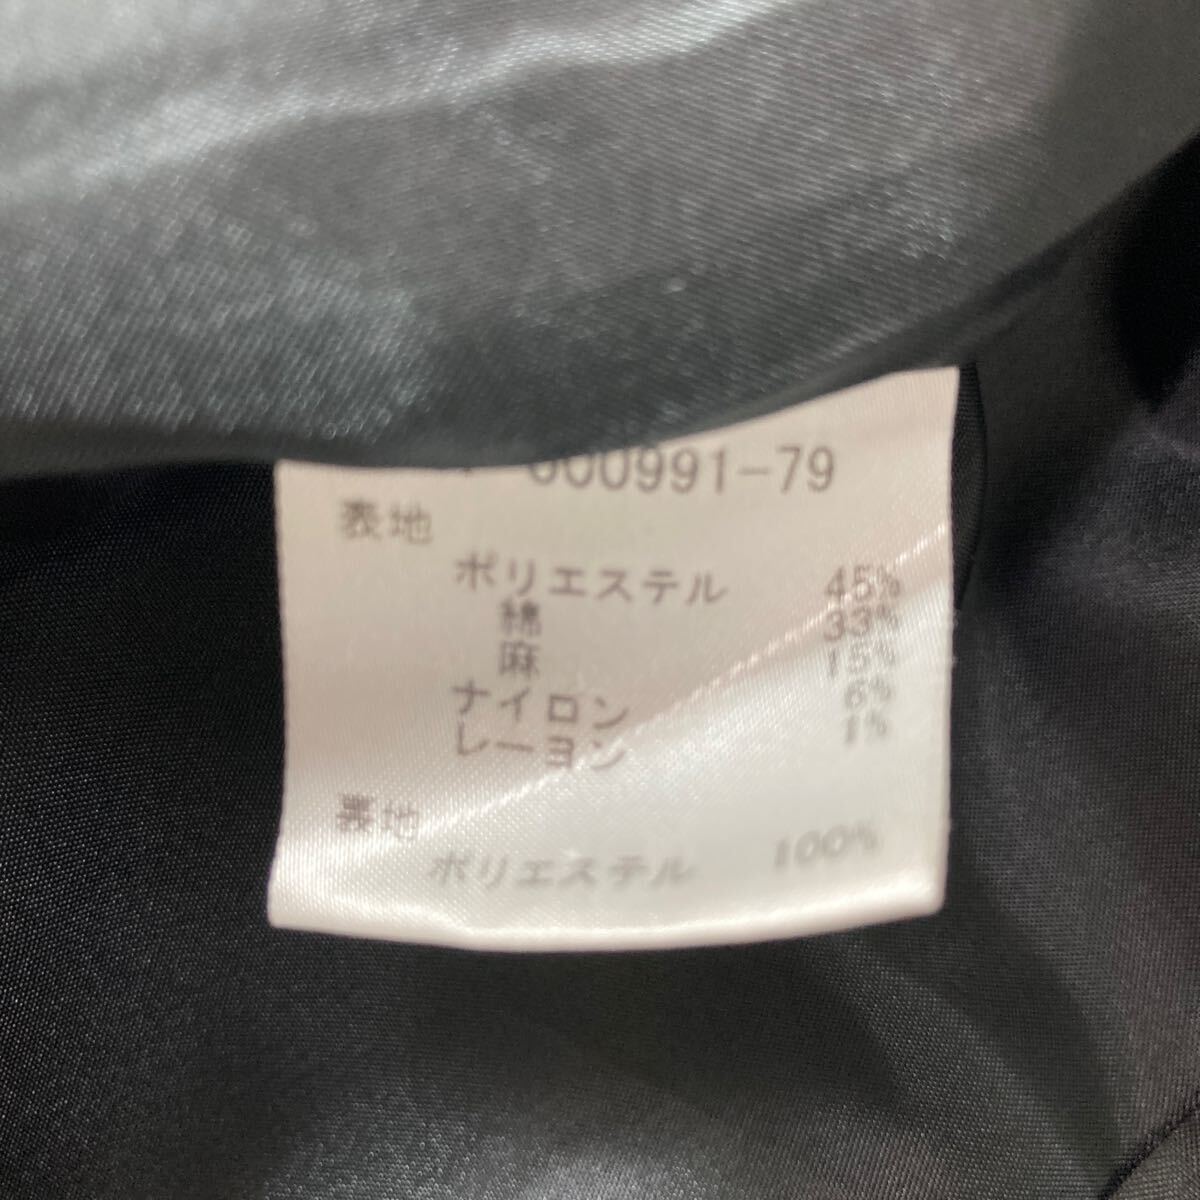 000991-79
表地
ポリエステル 45%
綿 33%
麻 15%
ナイロン 6%
レーヨン 1%
裏地
ポリエステル 100%